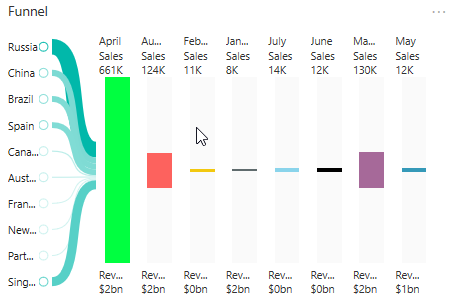 Funnel
Russia
China
Brazil
Spain
Cana...
Aust...
Fran...
New...
Part...
Sing...
April Au... Feb... Jan... July June Ma... May
Sales Sales Sales Sales Sales Sales Sales Sales
661K 124K 11K 8K 14K 12K 130K 12K
Rev... Rev... Rev... Rev... Rev... Rev... Rev... Rev...
$2bn $2bn $0bn $2bn $0bn $0bn $2bn $1bn